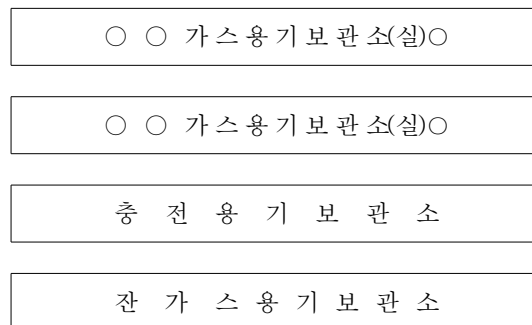 ○ ○ 가스용기보관소(실)○
○ ○ 가스용기보관소(실)○
충 전 용 기 보 관 소
잔 가 스 용 기 보 관 소